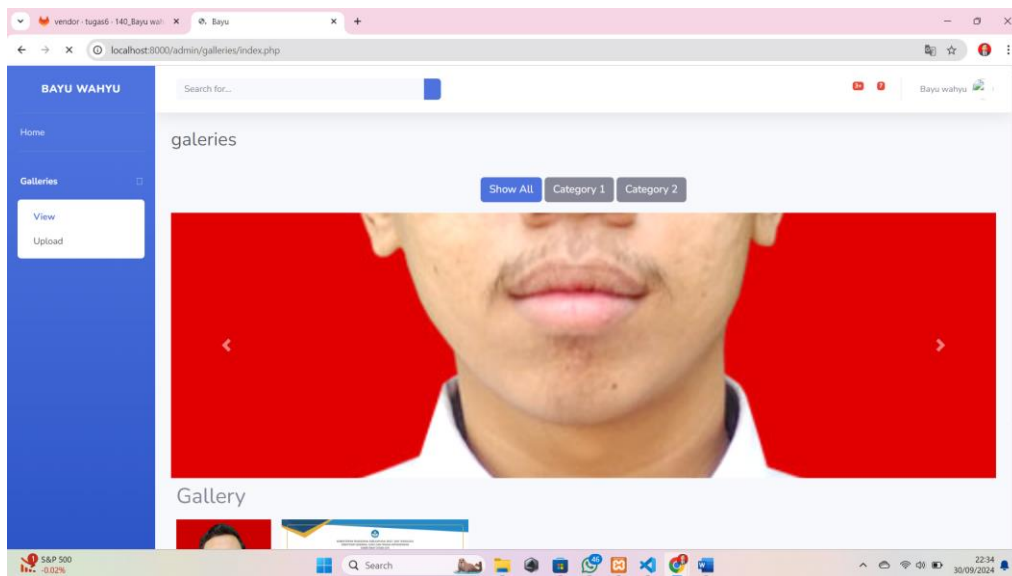 vendor - tugas6 - 140_Bayu wah
Bayu
localhost:8000/admin/galleries/index.php
BAYU WAHYU
Search for...
3+
7
Bayu wahyu
Home
galeries
Galleries
Show All
Category 1
Category 2
View
Upload
Gallery
S&P 500
-0.02%
Search
22:34
30/09/2024